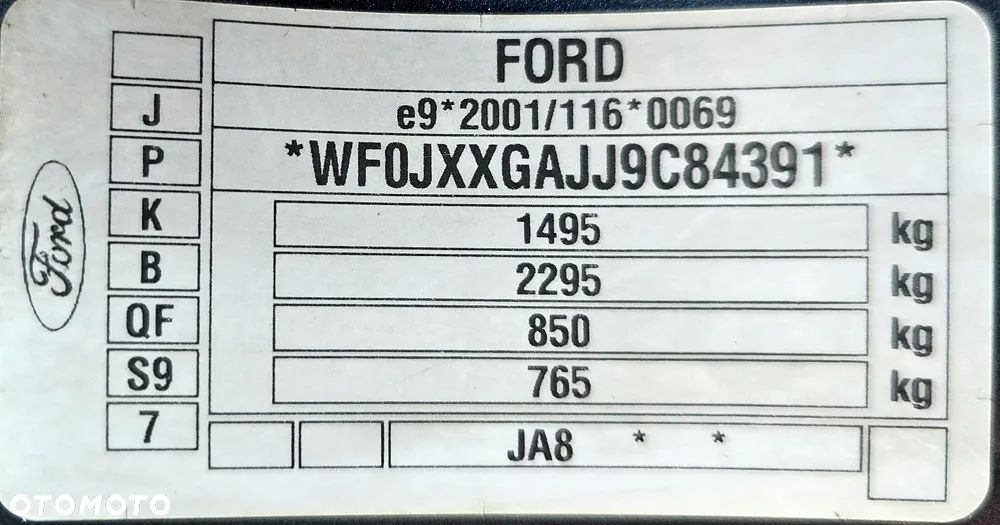 FORD
J e9*2001/116*0069
P *WF0JXXGAJJ9C84391*
K 1495 kg
B 2295 kg
QF 850 kg
S9 765 kg
7 JA8 * *
Ford
OTOMOTO